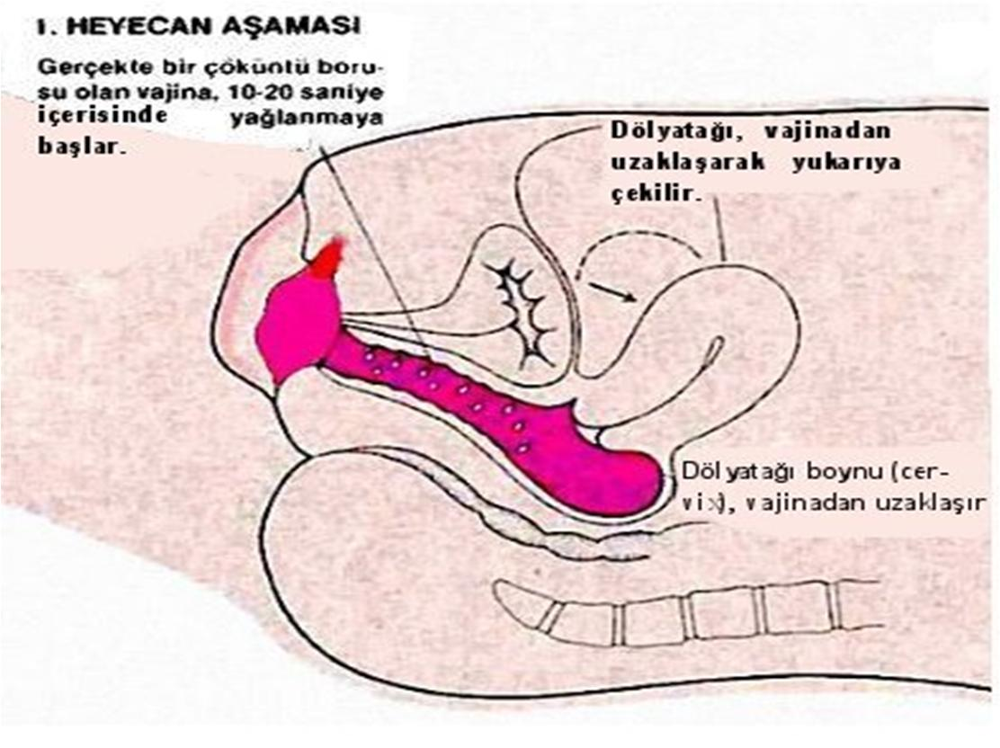 1. HEYECAN AŞAMASI
Gerçekte bir çöküntü boru-
su olan vajina, 10-20 saniye
içerisinde yağlanmaya
başlar.
Dölyatağı, vajinadan
uzaklaşarak yukarıya
çekilir.
Dölyatağı boynu (cer-
vix), vajinadan uzaklaşır